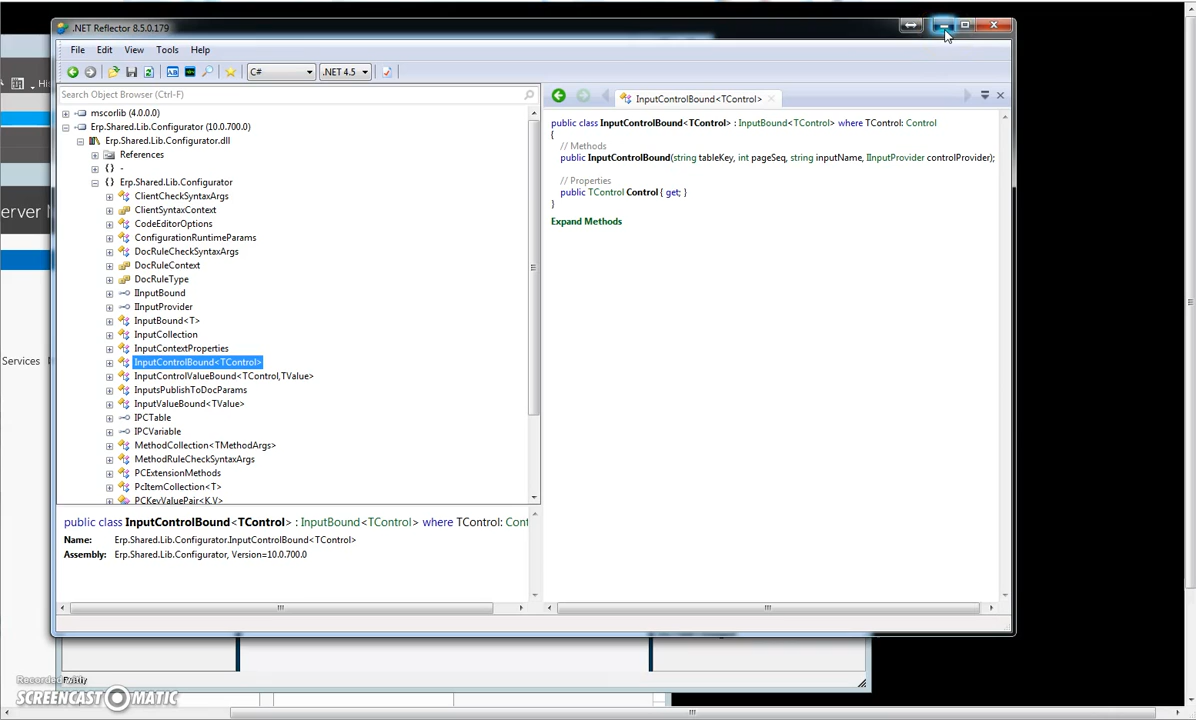 .NET Reflector 8.5.0.179
File Edit View Tools Help
C# .NET 4.5
Search Object Browser (Ctrl-F)
mscorlib (4.0.0.0)
Erp.Shared.Lib.Configurator (10.0.700.0)
Erp.Shared.Lib.Configurator.dll
References
{ } -
{ } Erp.Shared.Lib.Configurator
ClientCheckSyntaxArgs
ClientSyntaxContext
CodeEditorOptions
ConfigurationRuntimeParams
DocRuleCheckSyntaxArgs
DocRuleContext
DocRuleType
IInputBound
IInputProvider
InputBound<T>
InputCollection
InputContextProperties
InputControlBound<TControl>
InputControlValueBound<TControl,TValue>
InputsPublishToDocParams
InputValueBound<TValue>
IPCTable
IPCVariable
MethodCollection<TMethodArgs>
MethodRuleCheckSyntaxArgs
PCExtensionMethods
PcItemCollection<T>
PCKeyValuePair<K,V>
public class InputControlBound<TControl> : InputBound<TControl> where TControl: Cont
Name: Erp.Shared.Lib.Configurator.InputControlBound<TControl>
Assembly: Erp.Shared.Lib.Configurator, Version=10.0.700.0
InputControlBound<TControl>
public class InputControlBound<TControl> : InputBound<TControl> where TControl: Control
{
// Methods
public InputControlBound(string tableKey, int pageSeq, string inputName, IInputProvider controlProvider);
// Properties
public TControl Control { get; }
}
Expand Methods
His
erver
Services
Recorded with
SCREENCAST-O-MATIC